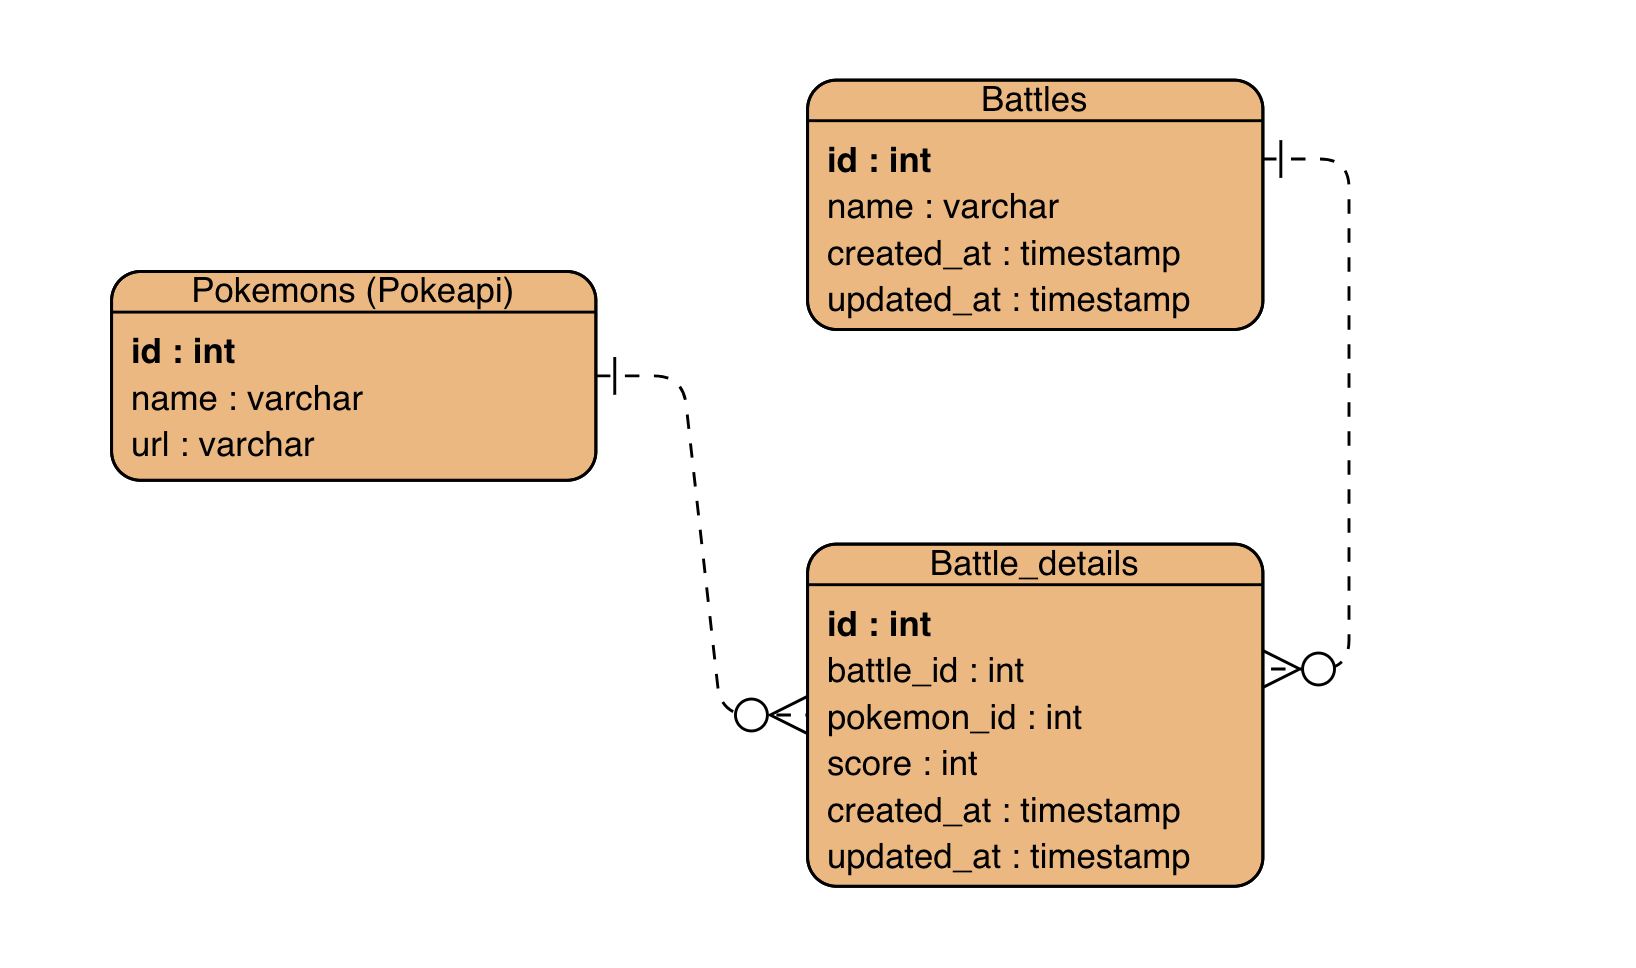 Battles
id : int
name : varchar
created_at : timestamp
updated_at : timestamp
Pokemons (Pokeapi)
id : int
name : varchar
url : varchar
Battle_details
id : int
battle_id : int
pokemon_id : int
score : int
created_at : timestamp
updated_at : timestamp